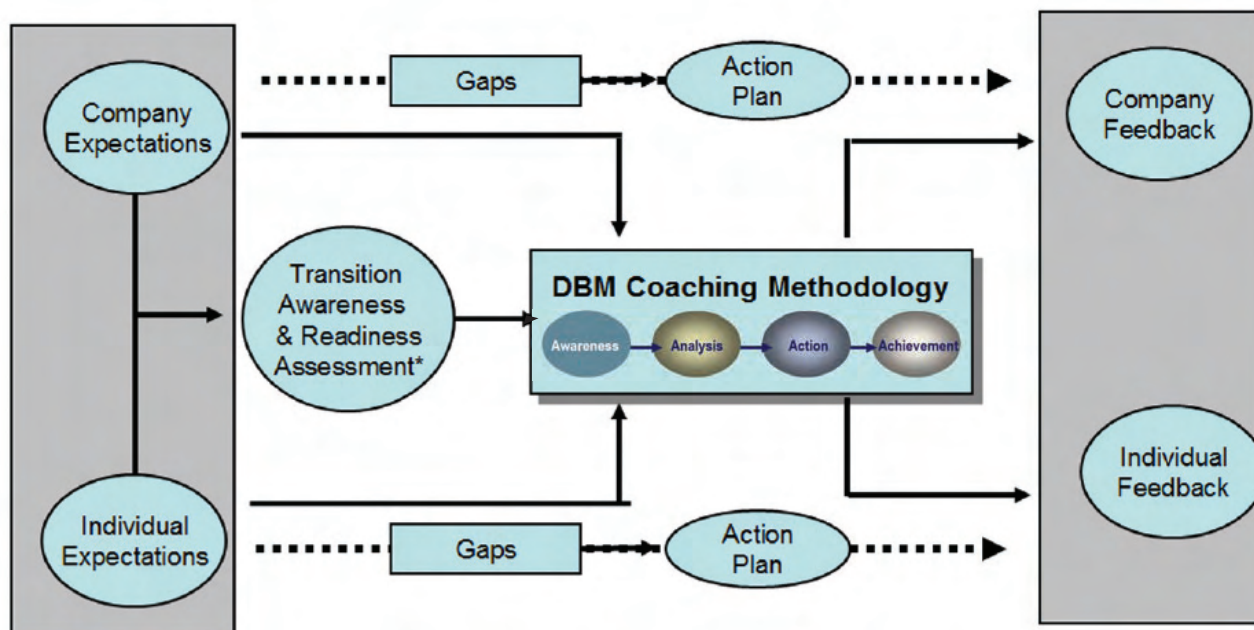 Gaps
Action
Plan
Company
Expectations
Company
Feedback
Transition
Awareness
& Readiness
Assessment*
DBM Coaching Methodology
Awareness
Analysis
Action
Achievement
Individual
Expectations
Individual
Feedback
Gaps
Action
Plan